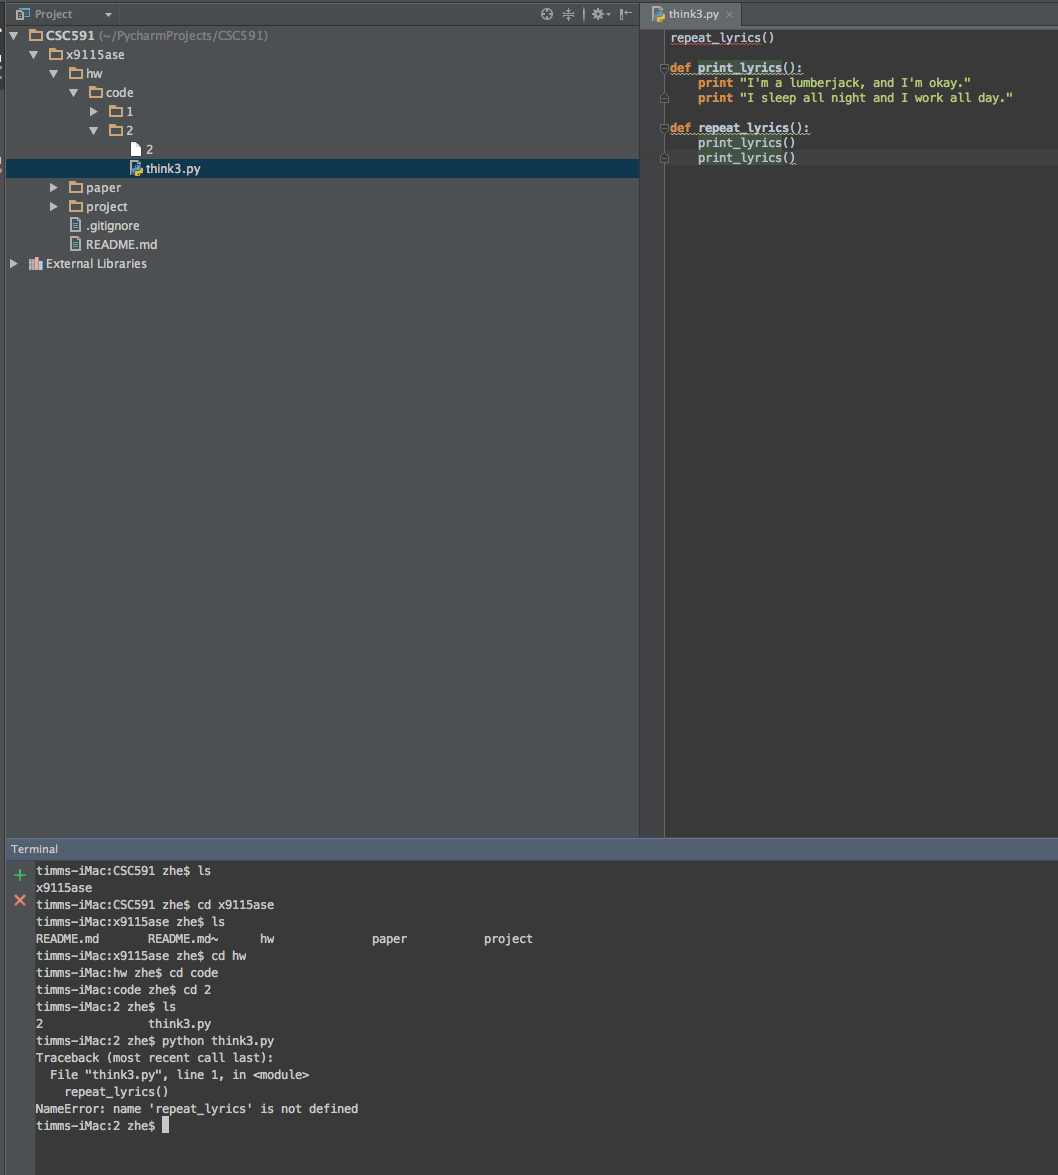 Project
think3.py
CSC591 (~/PycharmProjects/CSC591)
x9115ase
hw
code
1
2
2
think3.py
paper
project
.gitignore
README.md
External Libraries
repeat_lyrics()
def print_lyrics():
print "I'm a lumberjack, and I'm okay."
print "I sleep all night and I work all day."
def repeat_lyrics():
print_lyrics()
print_lyrics()
Terminal
timms-iMac:CSC591 zhe$ ls
x9115ase
timms-iMac:CSC591 zhe$ cd x9115ase
timms-iMac:x9115ase zhe$ ls
README.md README.md~ hw paper project
timms-iMac:x9115ase zhe$ cd hw
timms-iMac:hw zhe$ cd code
timms-iMac:code zhe$ cd 2
timms-iMac:2 zhe$ ls
2 think3.py
timms-iMac:2 zhe$ python think3.py
Traceback (most recent call last):
File "think3.py", line 1, in <module>
repeat_lyrics()
NameError: name 'repeat_lyrics' is not defined
timms-iMac:2 zhe$